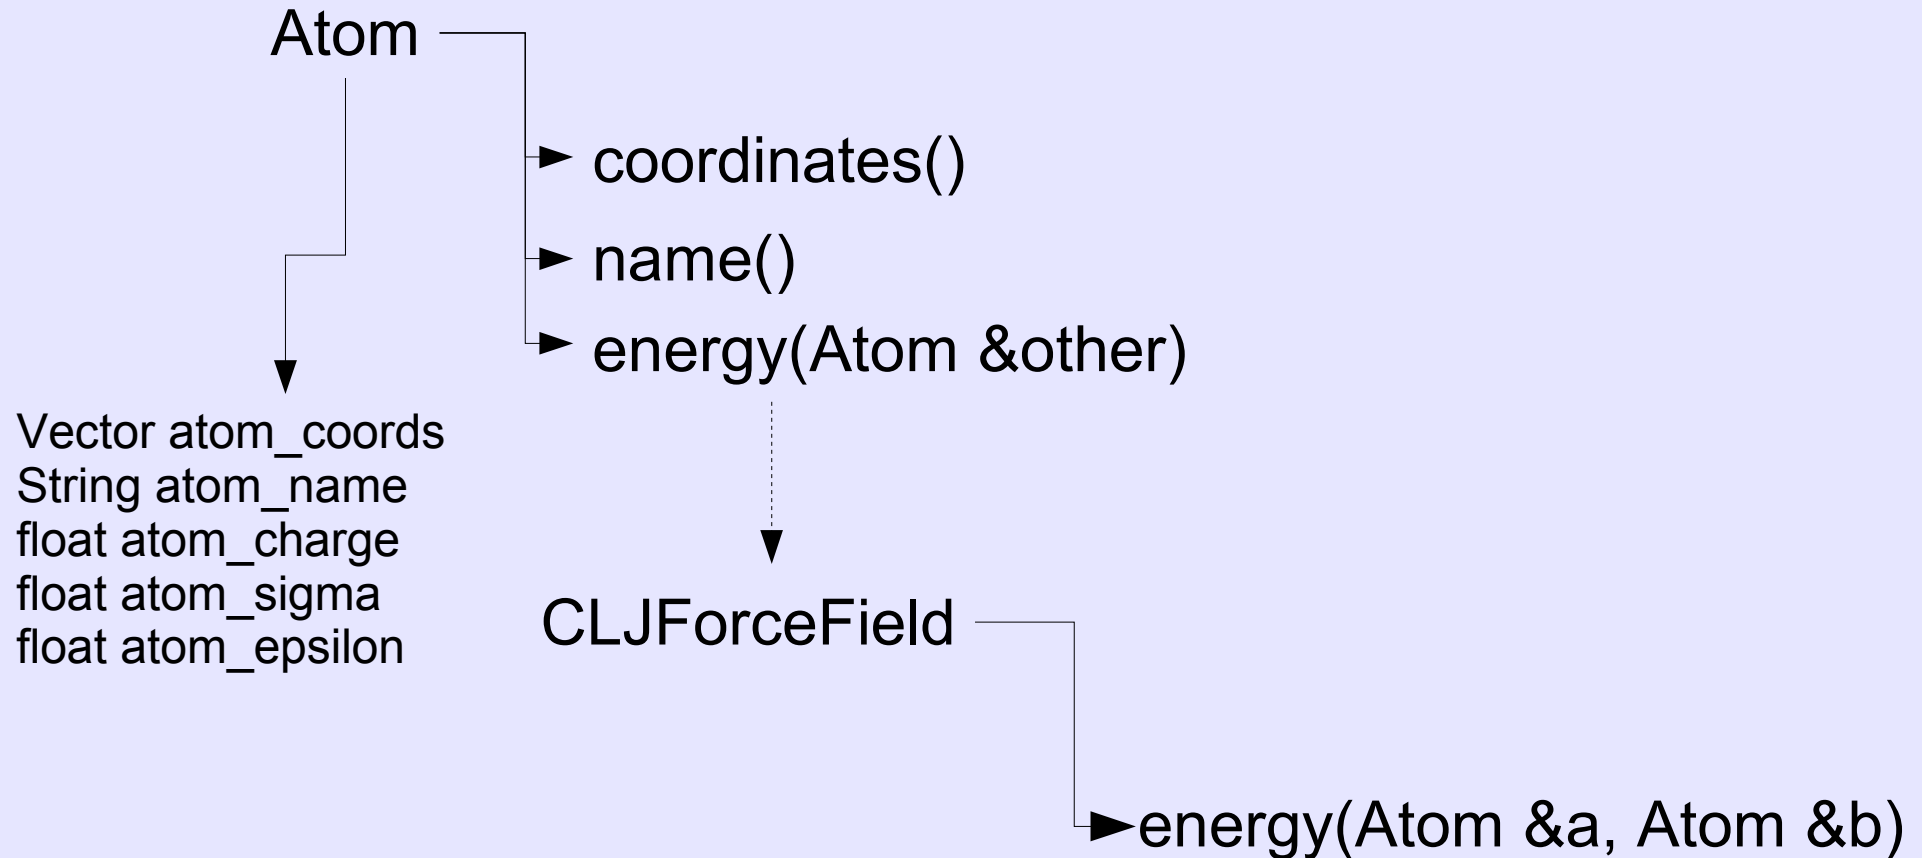 Atom
coordinates()
name()
energy(Atom &other)
Vector atom_coords
String atom_name
float atom_charge
float atom_sigma
float atom_epsilon
CLJForceField
energy(Atom &a, Atom &b)